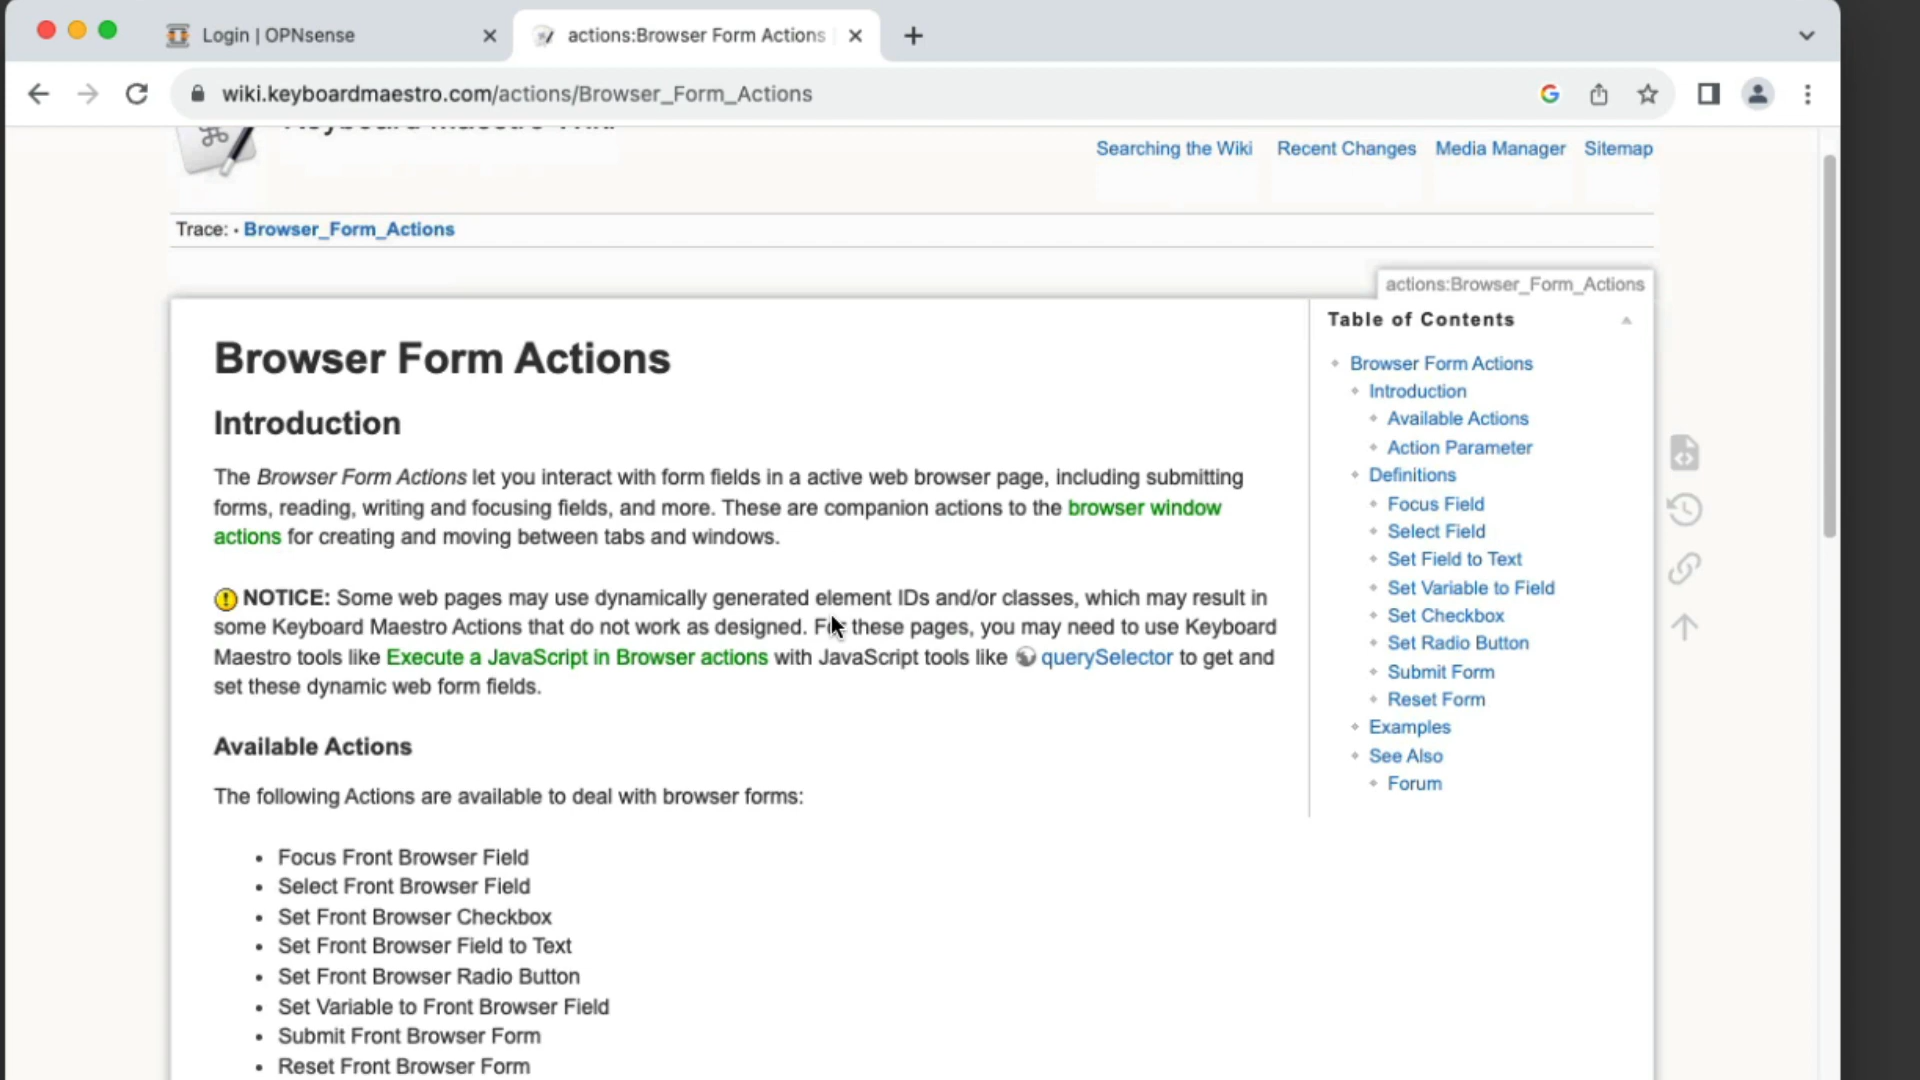 Login | OPNsense
actions:Browser Form Actions
wiki.keyboardmaestro.com/actions/Browser_Form_Actions
Searching the Wiki Recent Changes Media Manager Sitemap
Trace: • Browser_Form_Actions
actions:Browser_Form_Actions
Browser Form Actions
Introduction
The Browser Form Actions let you interact with form fields in a active web browser page, including submitting
forms, reading, writing and focusing fields, and more. These are companion actions to the browser window
actions for creating and moving between tabs and windows.
NOTICE: Some web pages may use dynamically generated element IDs and/or classes, which may result in
some Keyboard Maestro Actions that do not work as designed. For these pages, you may need to use Keyboard
Maestro tools like Execute a JavaScript in Browser actions with JavaScript tools like querySelector to get and
set these dynamic web form fields.
Available Actions
The following Actions are available to deal with browser forms:
• Focus Front Browser Field
• Select Front Browser Field
• Set Front Browser Checkbox
• Set Front Browser Field to Text
• Set Front Browser Radio Button
• Set Variable to Front Browser Field
• Submit Front Browser Form
• Reset Front Browser Form
Table of Contents
Browser Form Actions
Introduction
Available Actions
Action Parameter
Definitions
Focus Field
Select Field
Set Field to Text
Set Variable to Field
Set Checkbox
Set Radio Button
Submit Form
Reset Form
Examples
See Also
Forum